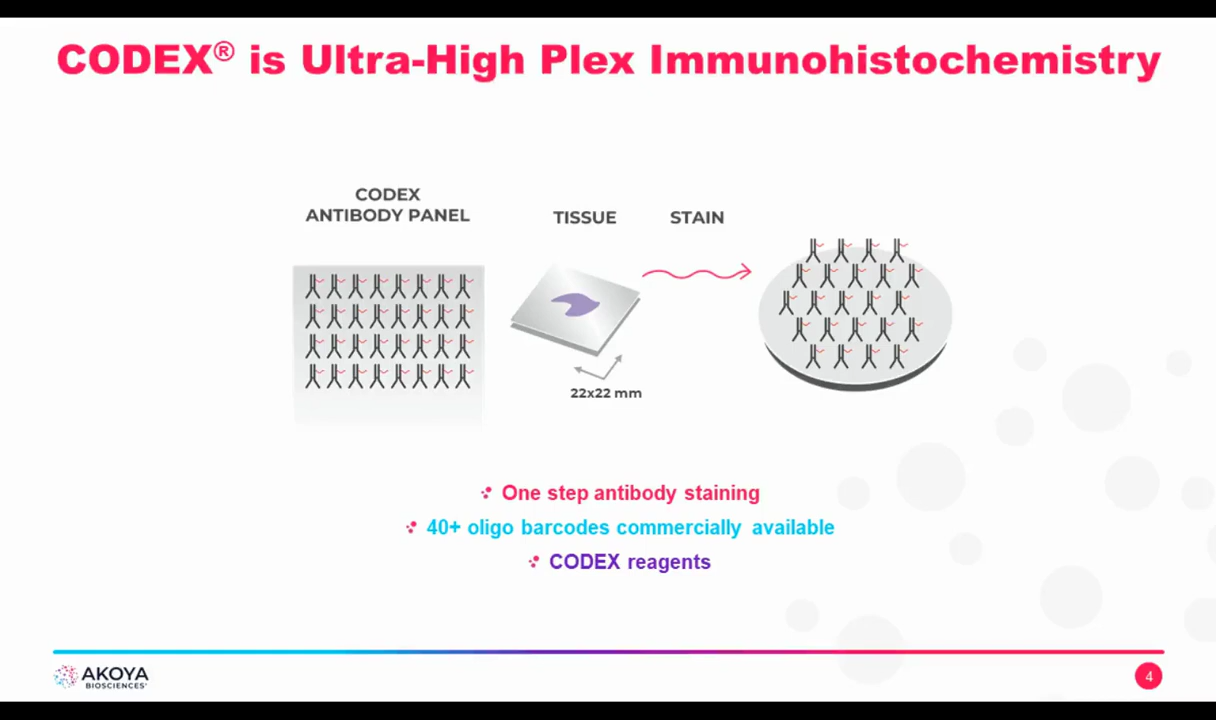 CODEX® is Ultra-High Plex Immunohistochemistry
CODEX
ANTIBODY PANEL
TISSUE
STAIN
22x22 mm
One step antibody staining
40+ oligo barcodes commercially available
CODEX reagents
AKOYA
BIOSCIENCES
4